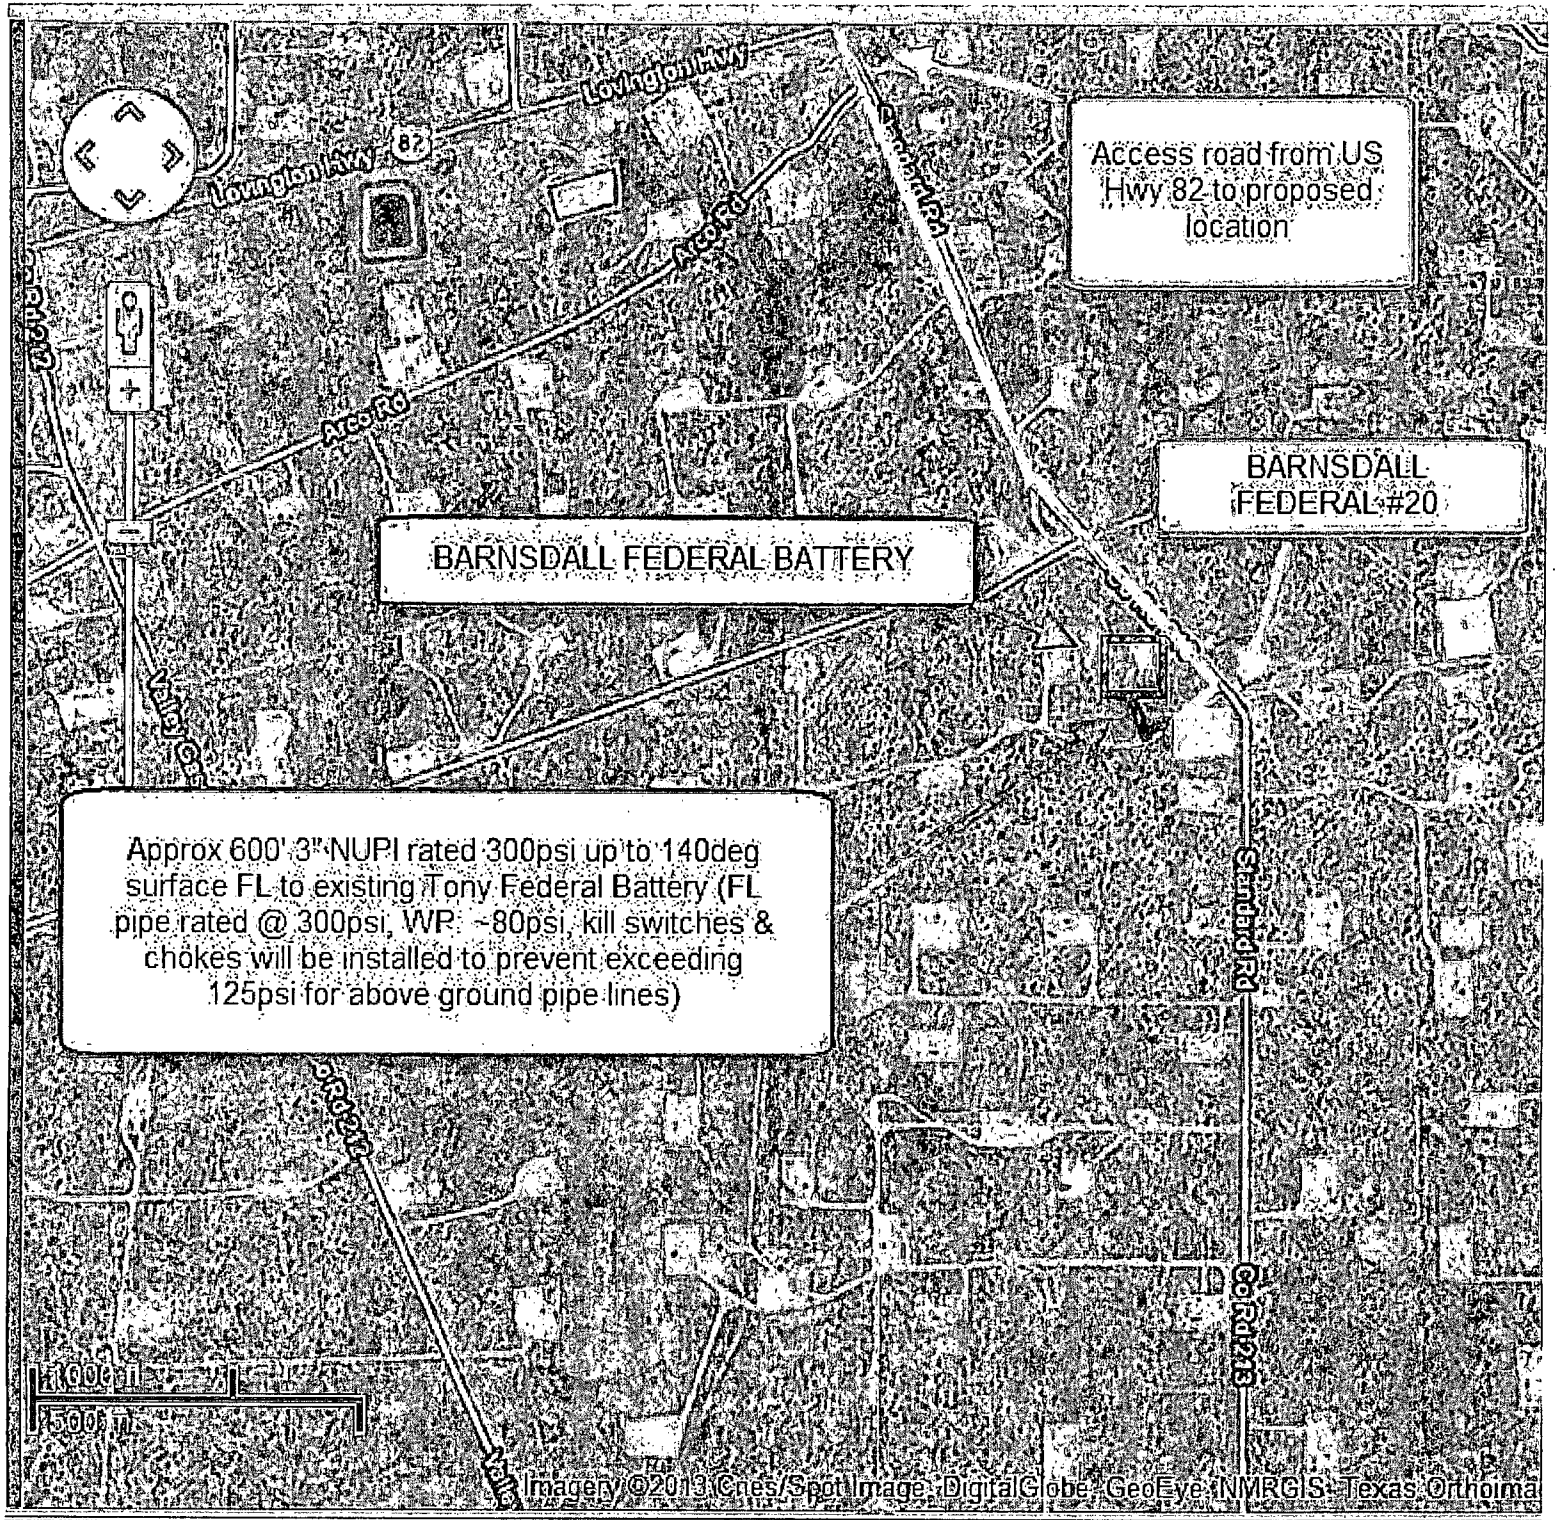 Lovington Hwy
82
Lovington Hwy
Standard Rd
Access road from US
Hwy 82 to proposed
location
Arco Rd
Arco Rd
BARNSDALL
FEDERAL #20
BARNSDALL FEDERAL BATTERY
Approx 600' 3" NUPI rated 300psi up to 140deg
surface FL to existing Tony Federal Battery (FL
pipe rated @ 300psi, WP: ~80psi, kill switches &
chokes will be installed to prevent exceeding
125psi for above ground pipe lines)
Standard Rd
Co Rd 213
1000 ft
500 m
Imagery ©2013 Cnes/Spot Image, DigitalGlobe, GeoEye, NMRGIS, Texas Orthoima